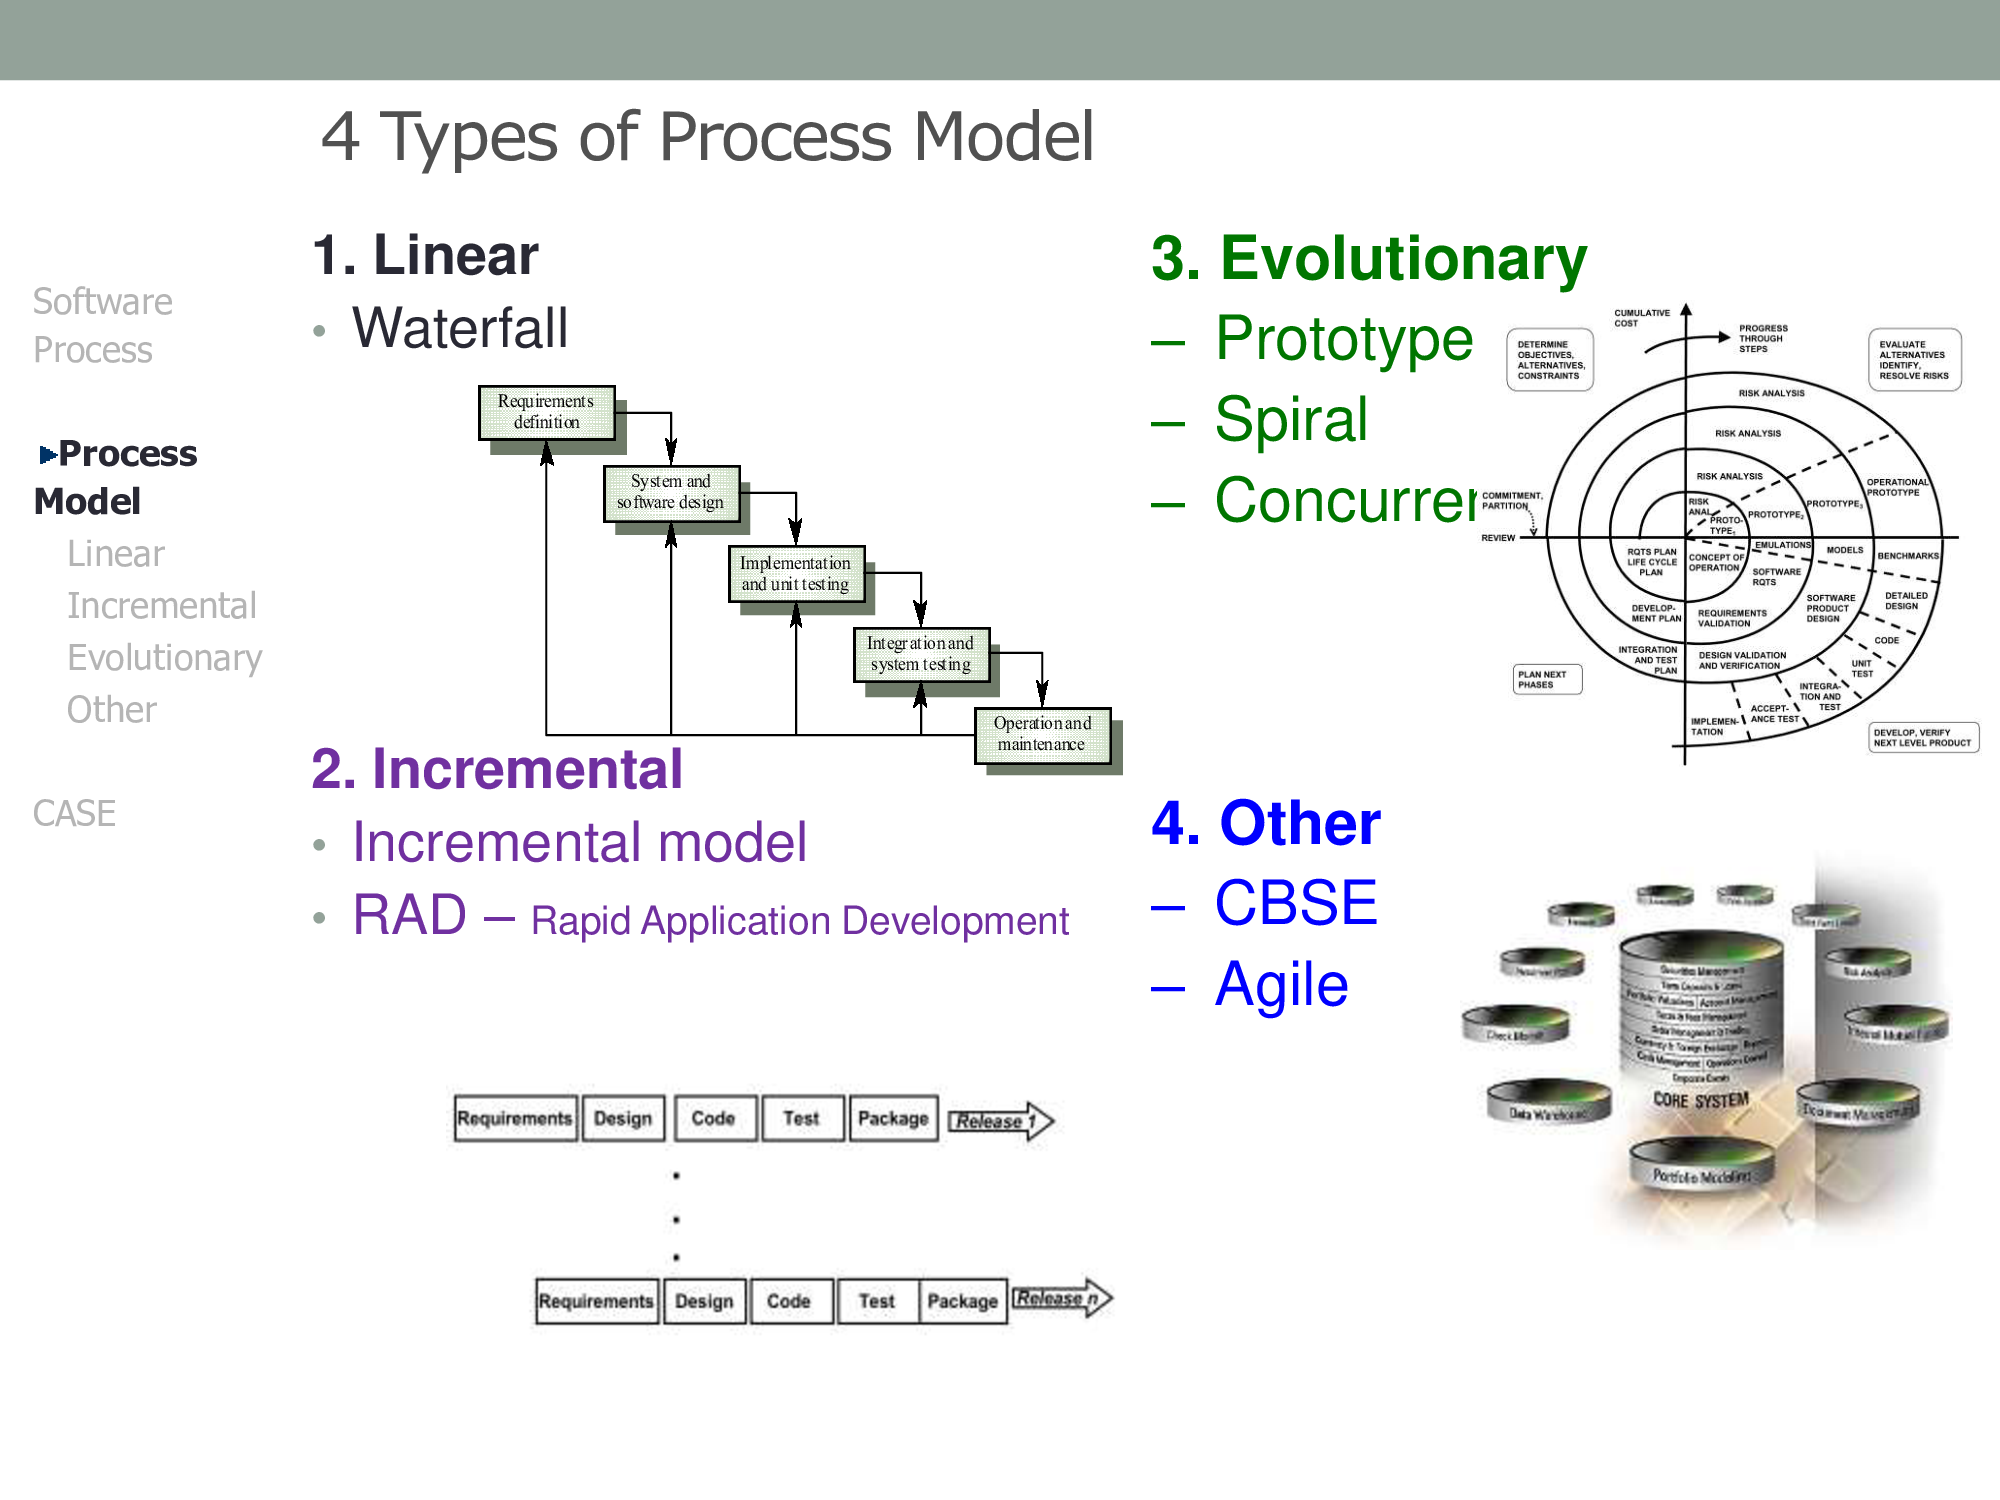 4 Types of Process Model
Software
Process
Process
Model
Linear
Incremental
Evolutionary
Other
CASE
1. Linear
• Waterfall
Requirements
definition
System and
software design
Implementation
and unit testing
Integration and
system testing
Operation and
maintenance
2. Incremental
• Incremental model
• RAD – Rapid Application Development
Requirements Design Code Test Package Release 1
Requirements Design Code Test Package Release n
3. Evolutionary
– Prototype
– Spiral
– Concurren
CUMULATIVE
COST
PROGRESS
THROUGH
STEPS
DETERMINE
OBJECTIVES,
ALTERNATIVES,
CONSTRAINTS
EVALUATE
ALTERNATIVES
IDENTIFY,
RESOLVE RISKS
RISK ANALYSIS
RISK ANALYSIS
RISK ANALYSIS
RISK
ANAL.
COMMITMENT,
PARTITION
REVIEW
PROTO-
TYPE1
PROTOTYPE2
PROTOTYPE3
OPERATIONAL
PROTOTYPE
RQTS PLAN
LIFE CYCLE
PLAN
CONCEPT OF
OPERATION
EMULATIONS
MODELS
BENCHMARKS
SOFTWARE
RQTS
SOFTWARE
PRODUCT
DESIGN
DETAILED
DESIGN
DEVELOP-
MENT PLAN
REQUIREMENTS
VALIDATION
CODE
INTEGRATION
AND TEST
PLAN
DESIGN VALIDATION
AND VERIFICATION
UNIT
TEST
PLAN NEXT
PHASES
INTEGRA-
TION AND
TEST
ACCEPT-
ANCE TEST
IMPLEMEN-
TATION
DEVELOP, VERIFY
NEXT LEVEL PRODUCT
4. Other
– CBSE
– Agile
Risk Analysis
Securities Management
CORE SYSTEM
Data Warehouse
Document Management
Portfolio Modeling